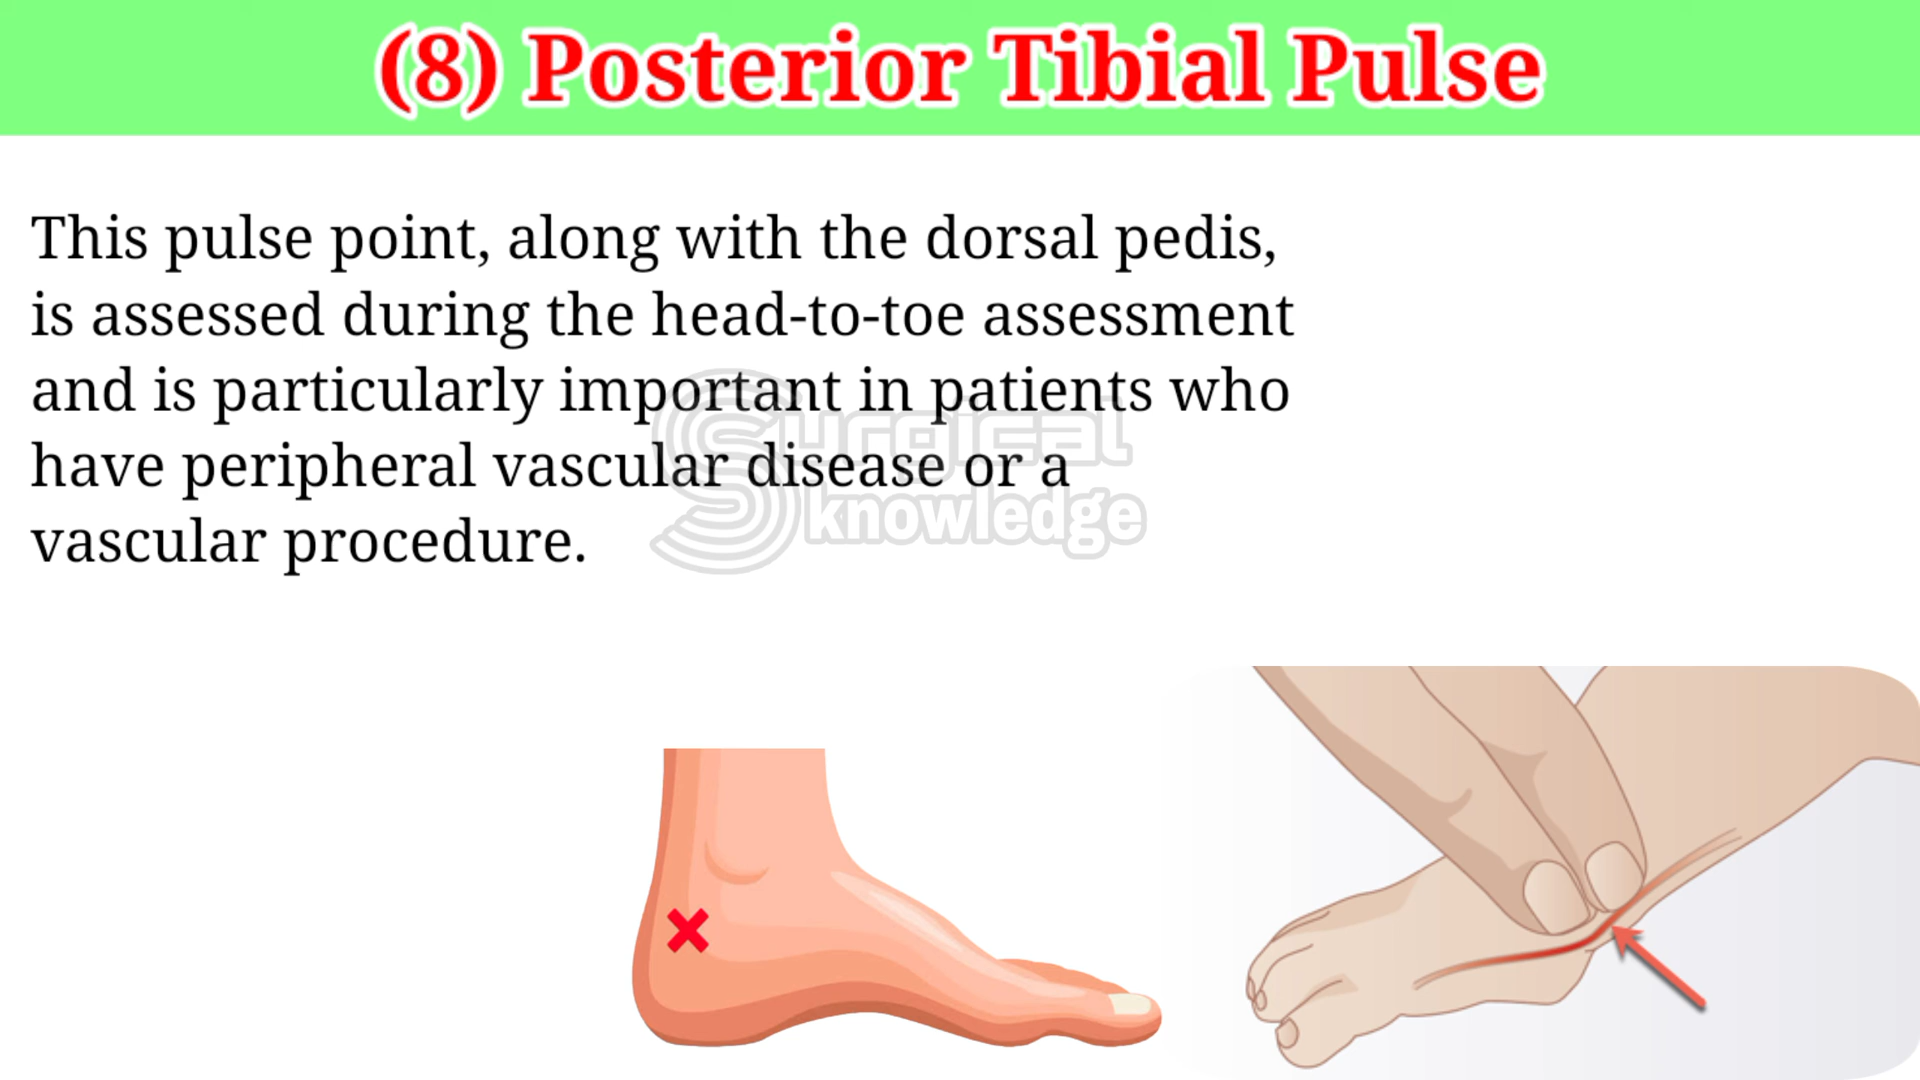 (8) Posterior Tibial Pulse
This pulse point, along with the dorsal pedis,
is assessed during the head-to-toe assessment
and is particularly important in patients who
have peripheral vascular disease or a
vascular procedure.
Surgical
knowledge